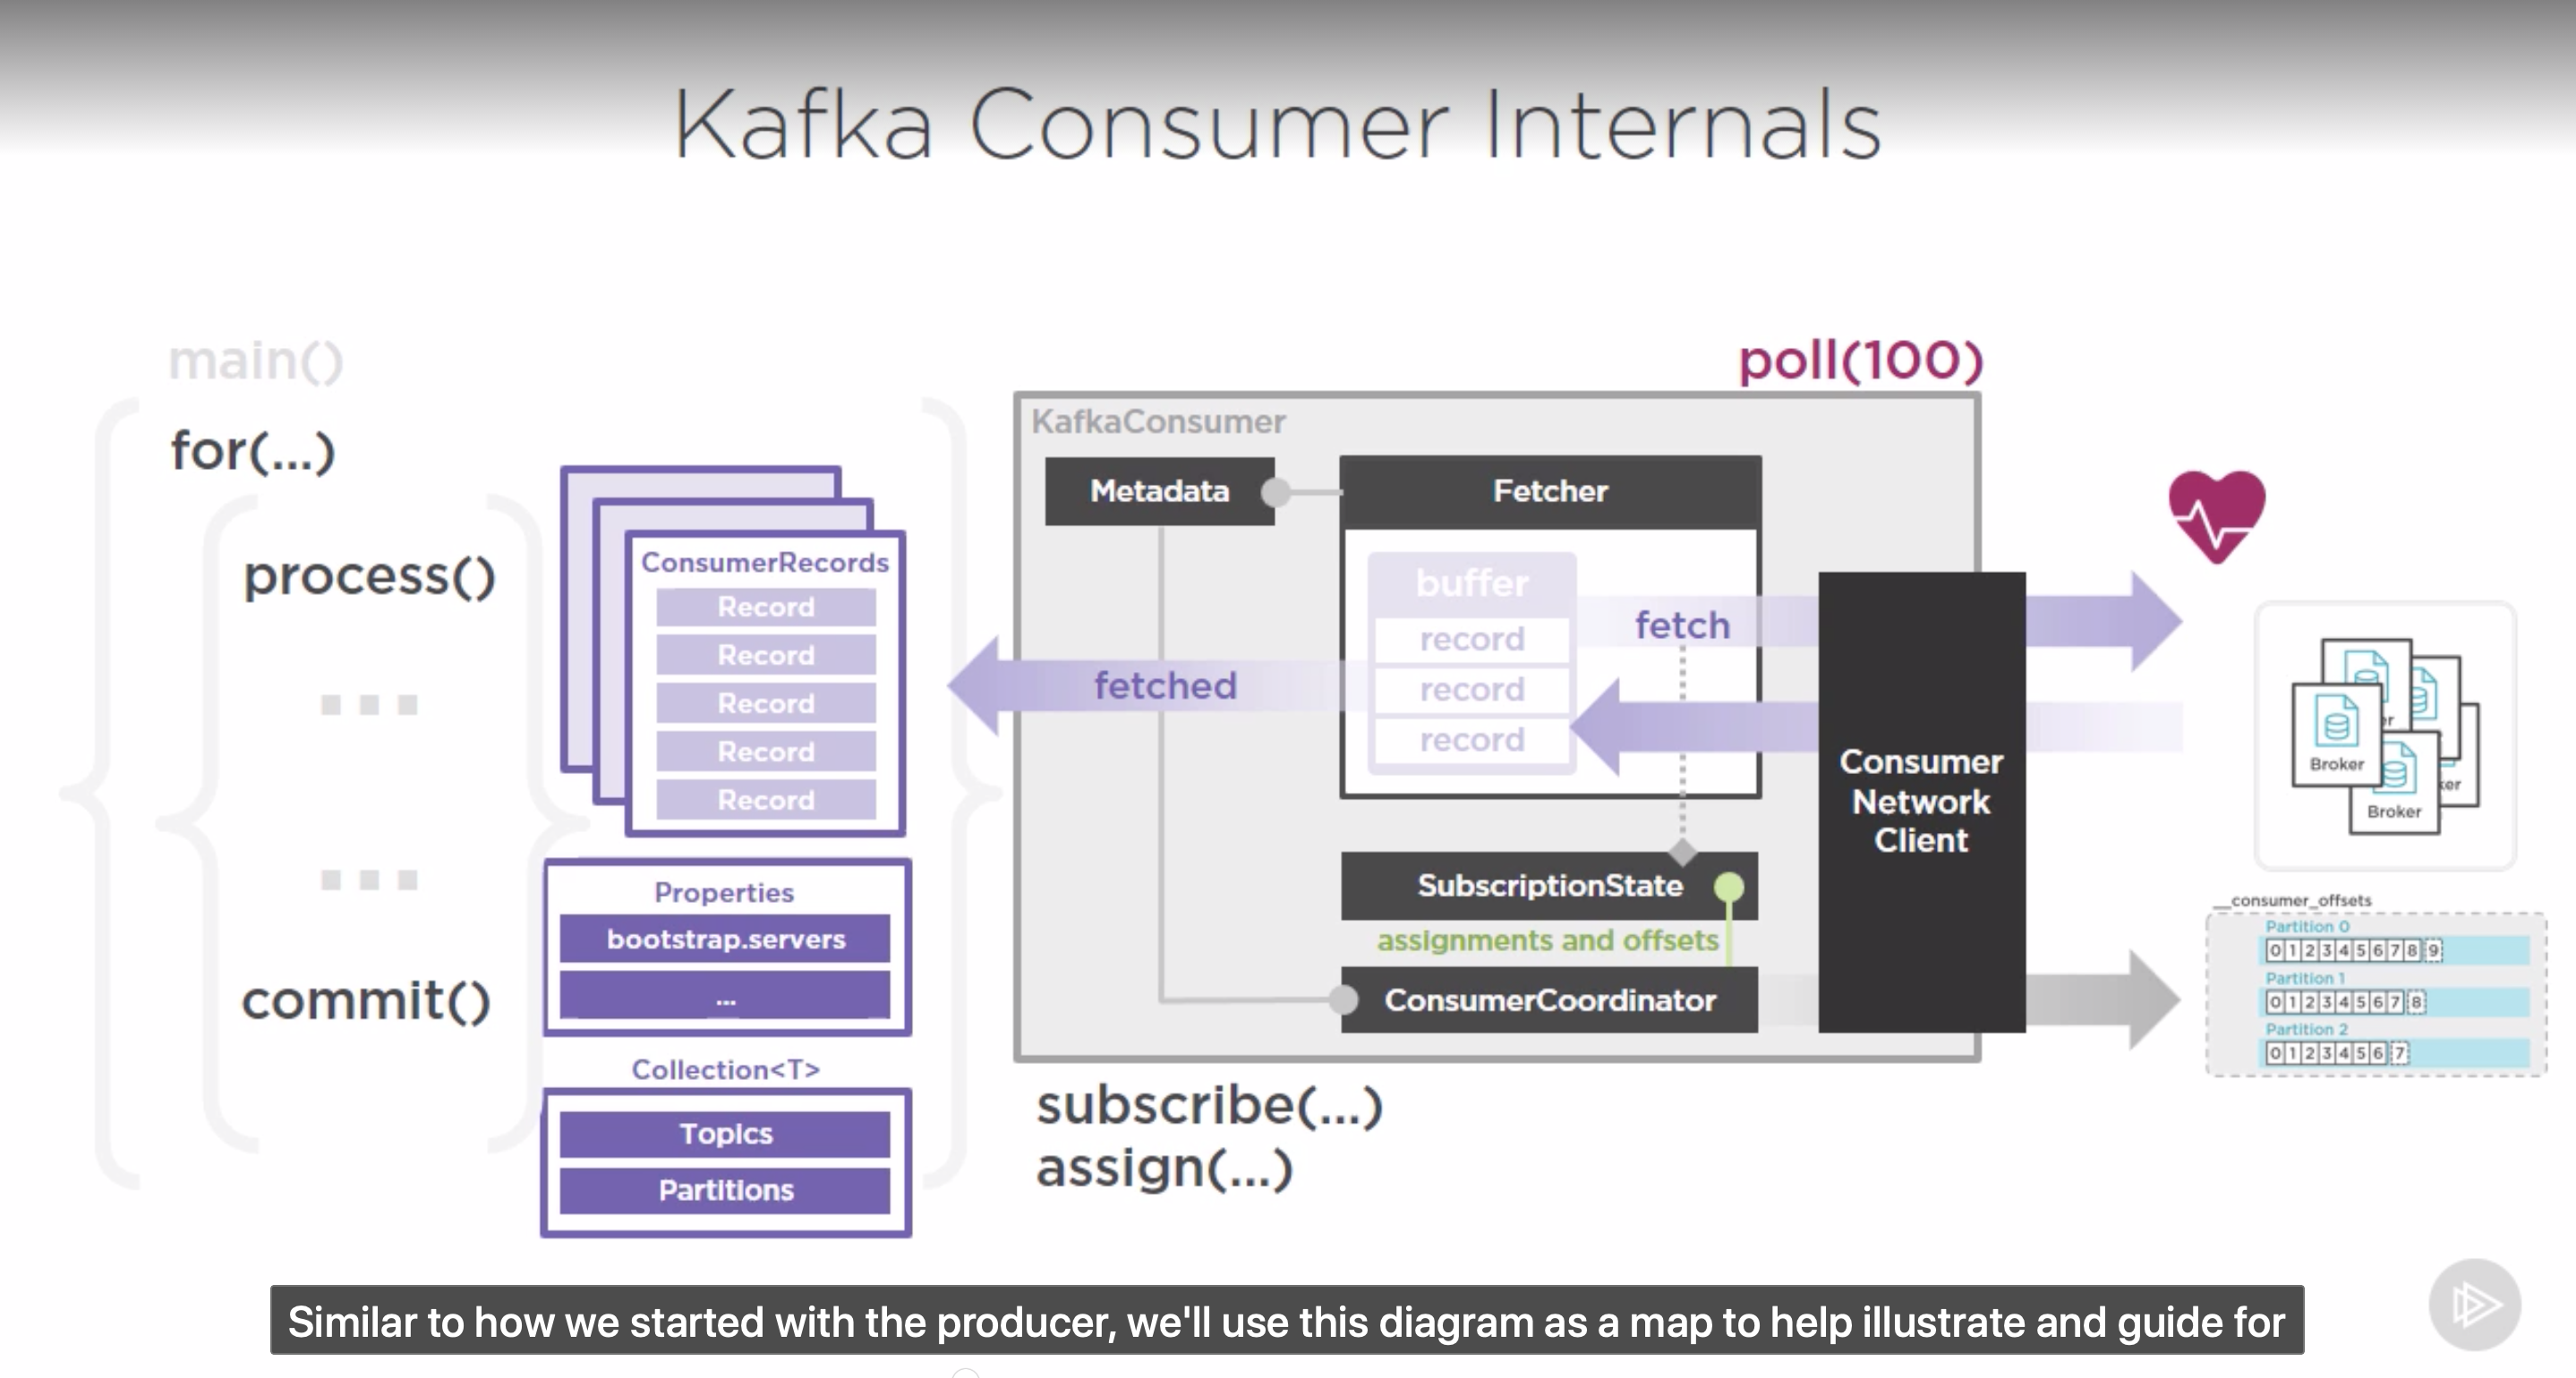 Kafka Consumer Internals
main()
for(...)
process()
...
...
commit()
ConsumerRecords
Record
Record
Record
Record
Record
Properties
bootstrap.servers
...
Collection<T>
Topics
Partitions
poll(100)
KafkaConsumer
Metadata
Fetcher
buffer
record
record
record
fetch
fetched
SubscriptionState
assignments and offsets
ConsumerCoordinator
Consumer
Network
Client
subscribe(...)
assign(...)
Broker
Broker
__consumer_offsets
Partition 0
0 1 2 3 4 5 6 7 8 9
Partition 1
0 1 2 3 4 5 6 7 8
Partition 2
0 1 2 3 4 5 6 7
Similar to how we started with the producer, we'll use this diagram as a map to help illustrate and guide for